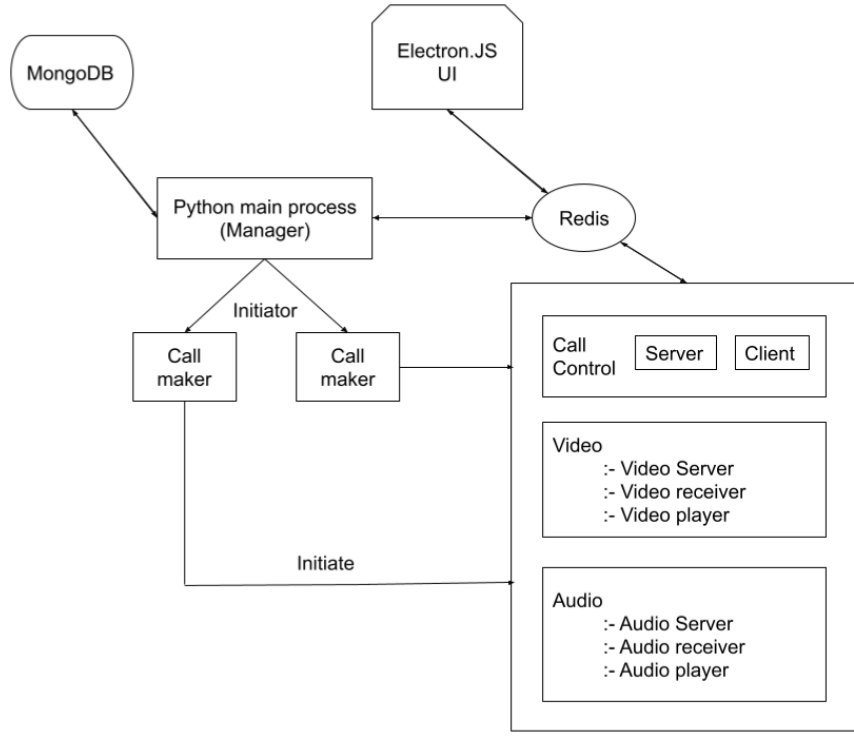 MongoDB
Electron.JS
UI
Python main process
(Manager)
Redis
Initiator
Call
maker
Call
maker
Call
Control
Server
Client
Video
:- Video Server
:- Video receiver
:- Video player
Initiate
Audio
:- Audio Server
:- Audio receiver
:- Audio player